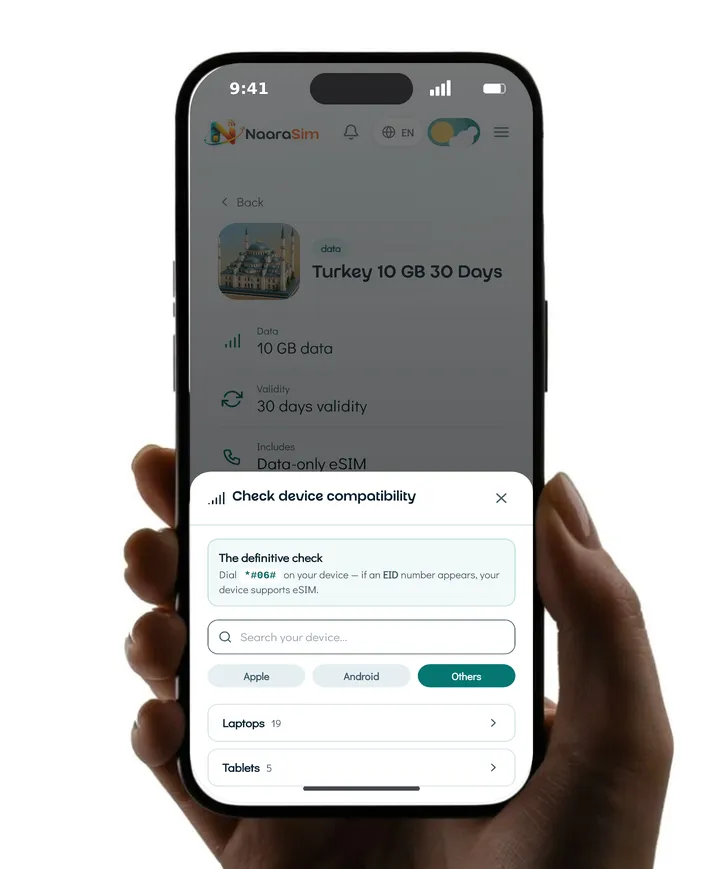 9:41
NaaraSim
EN
Back
data
Turkey 10 GB 30 Days
Data
10 GB data
Validity
30 days validity
Includes
Data-only eSIM
Check device compatibility
The definitive check
Dial *#06# on your device – if an EID number appears, your
device supports eSIM.
Search your device...
Apple
Android
Others
Laptops 19
Tablets 5